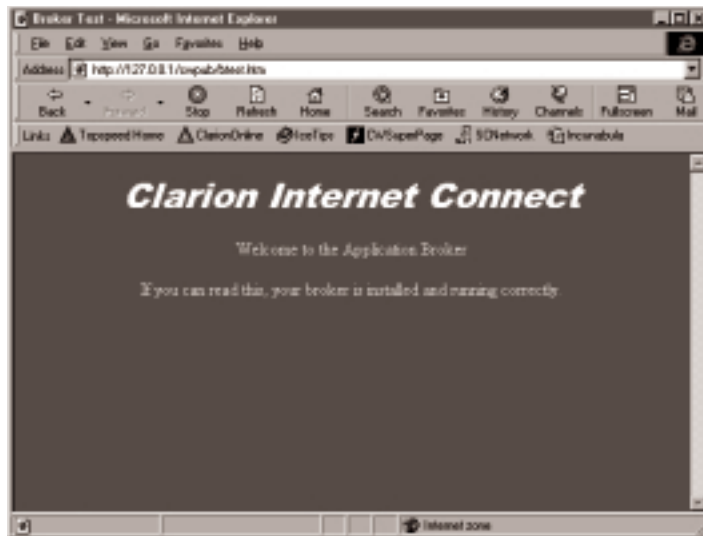 Broker Test - Microsoft Internet Explorer
File Edit View Go Favorites Help
Address http://127.0.0.1/cwpub/btest.htm
Back Forward Stop Refresh Home Search Favorites History Channels Fullscreen Mail
Links Topspeed Home ClarionOnline IceTips CWSuperPage Incanabula
Clarion Internet Connect
Welcome to the Application Broker
If you can read this, your broker is installed and running correctly.
Internet zone